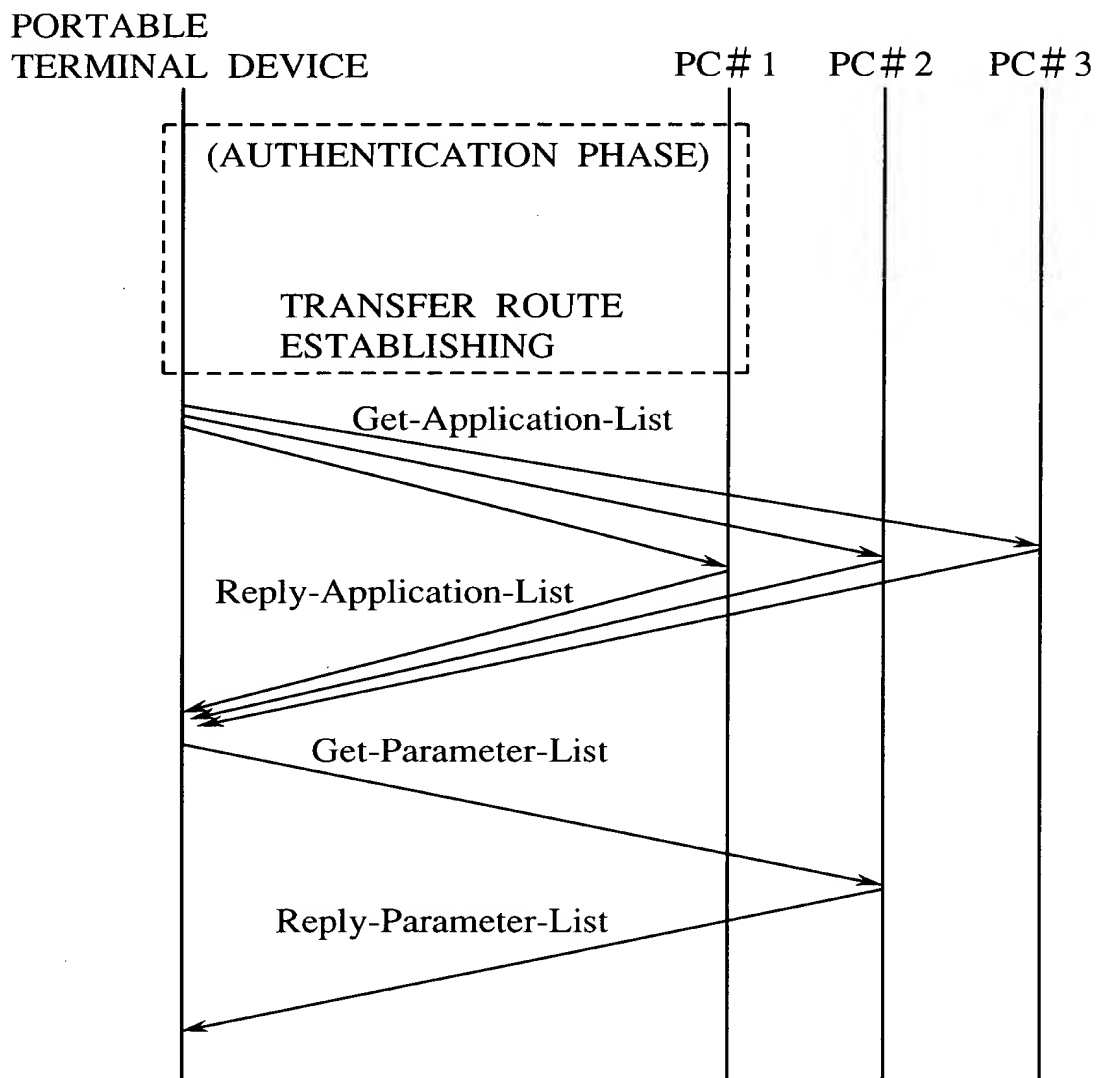 PORTABLE
TERMINAL DEVICE
PC#1
PC#2
PC#3
(AUTHENTICATION PHASE)
TRANSFER ROUTE
ESTABLISHING
Get-Application-List
Reply-Application-List
Get-Parameter-List
Reply-Parameter-List